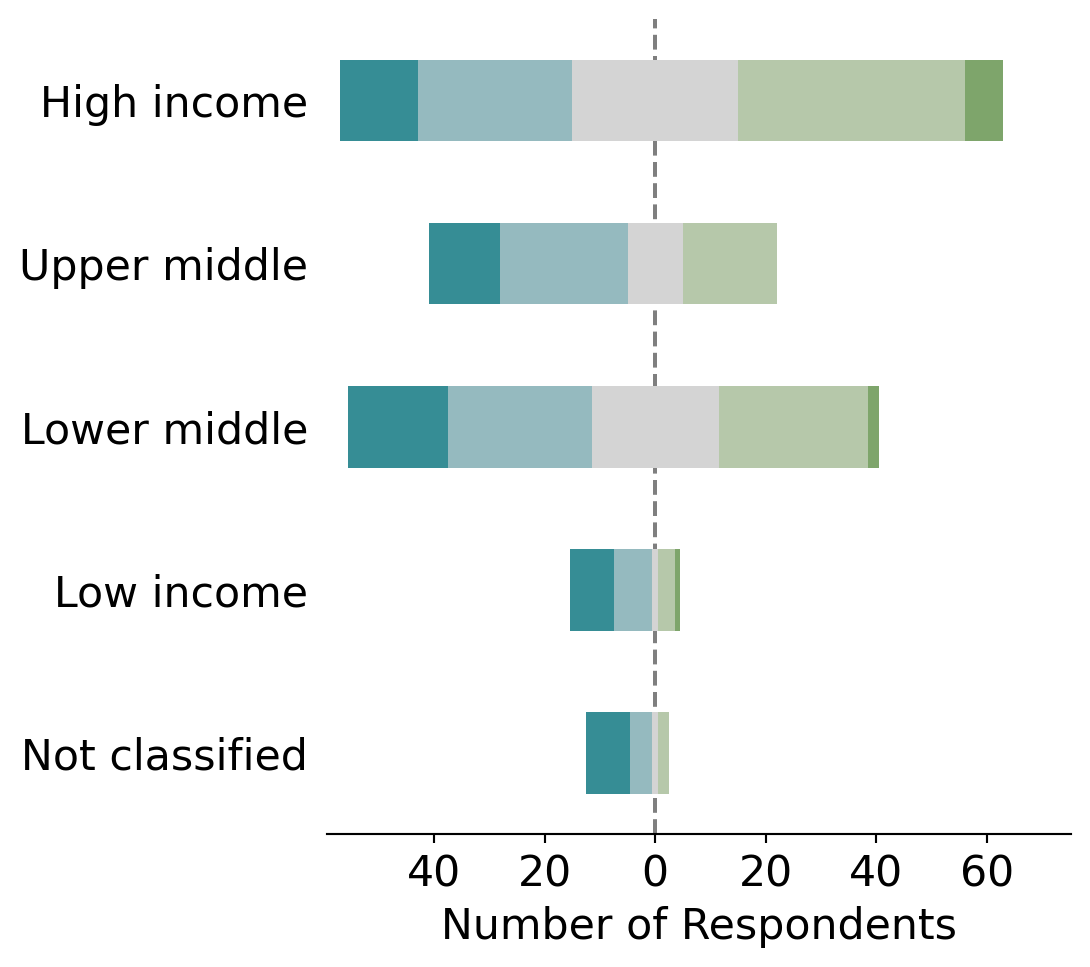 High income
Upper middle
Lower middle
Low income
Not classified
40 20 0 20 40 60
Number of Respondents